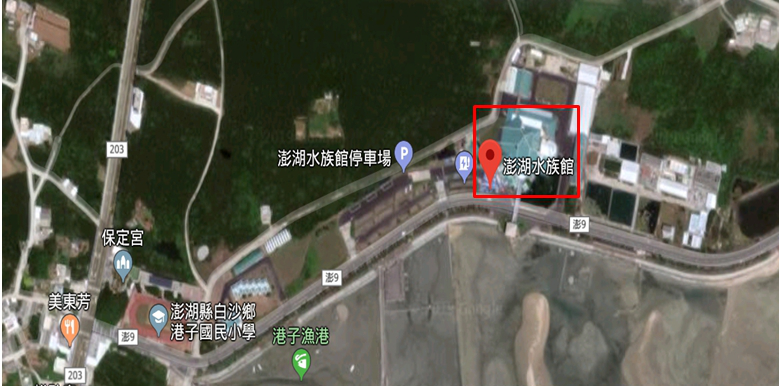 203
澎湖水族館停車場
P
澎湖水族館
澎9
保定宮
澎9
美東芳
澎湖縣白沙鄉
港子國民小學
澎9
港子漁港
203